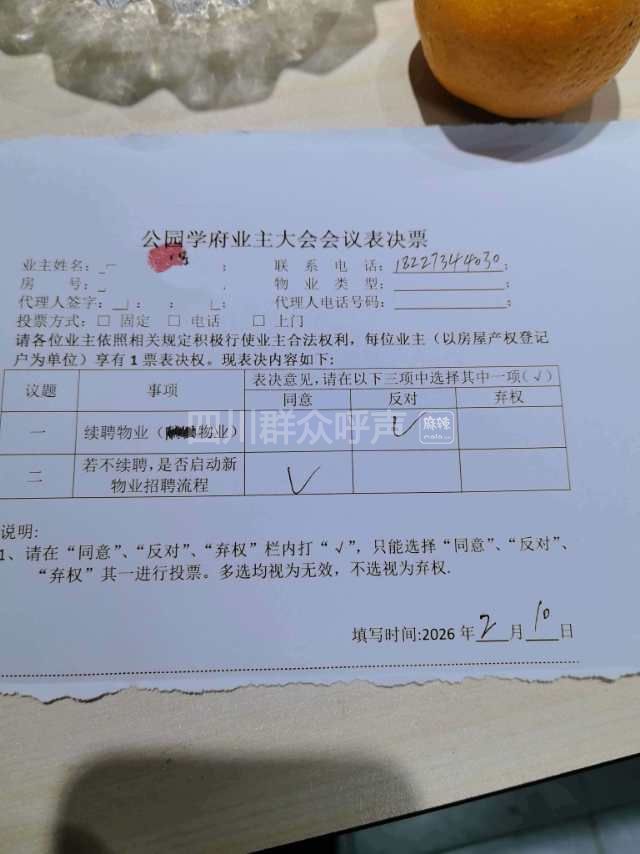 公园学府业主大会会议表决票
业主姓名: ; 联系电话: 18227344030;
房号: 物业类型: ;
代理人签字: : : ; 代理人电话号码: ;
投票方式: □ 固定 □ 电话 □ 上门
请各位业主依照相关规定积极行使业主合法权利, 每位业主 (以房屋产权登记
户为单位) 享有 1 票表决权。现表决内容如下:
议题 事项 表决意见, 请在以下三项中选择其中一项 (√)
同意 反对 弃权
一 续聘物业 (物业) √
二 若不续聘, 是否启动新 √
物业招聘流程
四川群众呼声 麻辣
mala.cn
说明:
1、请在“同意”、“反对”、“弃权”栏内打“√”, 只能选择“同意”、“反对”、
“弃权”其一进行投票。多选均视为无效, 不选视为弃权.
填写时间:2026 年 2 月 10 日